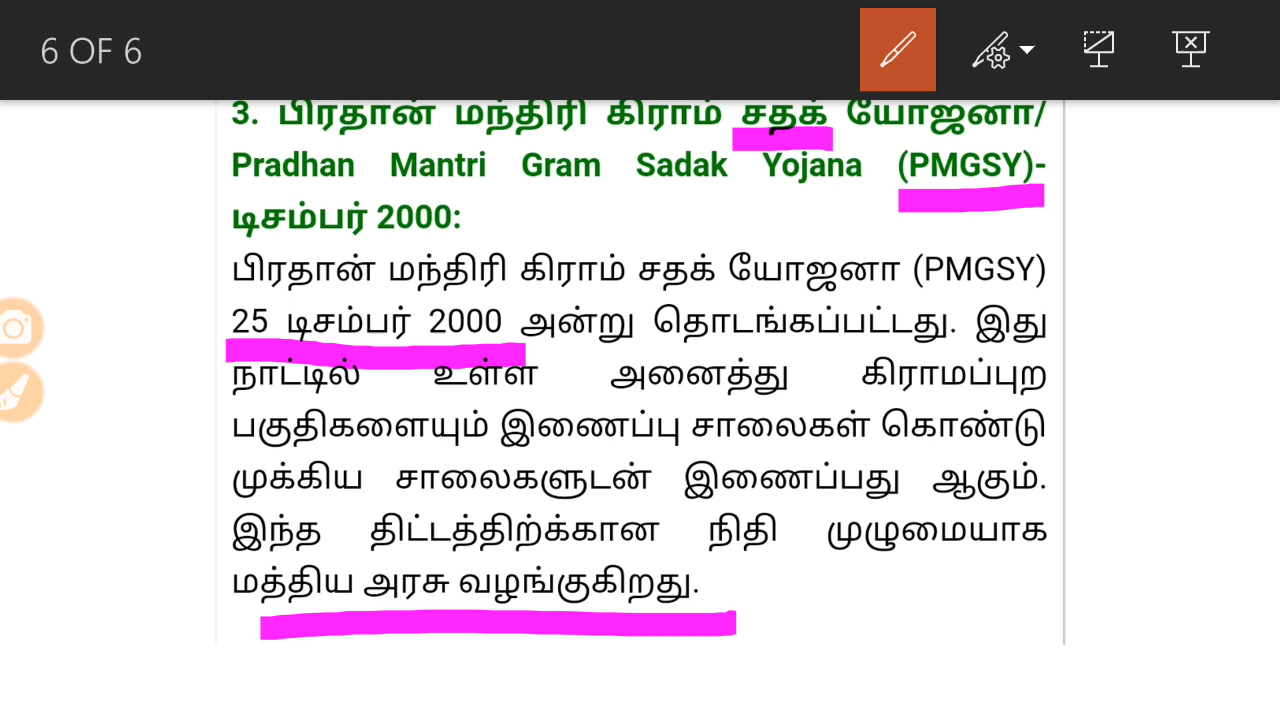 6 OF 6
3. பிரதான் மந்திரி கிராம் சதக் யோஜனா/
Pradhan Mantri Gram Sadak Yojana (PMGSY)-
டிசம்பர் 2000:
பிரதான் மந்திரி கிராம் சதக் யோஜனா (PMGSY)
25 டிசம்பர் 2000 அன்று தொடங்கப்பட்டது. இது
நாட்டில் உள்ள அனைத்து கிராமப்புற
பகுதிகளையும் இணைப்பு சாலைகள் கொண்டு
முக்கிய சாலைகளுடன் இணைப்பது ஆகும்.
இந்த திட்டத்திற்க்கான நிதி முழுமையாக
மத்திய அரசு வழங்குகிறது.